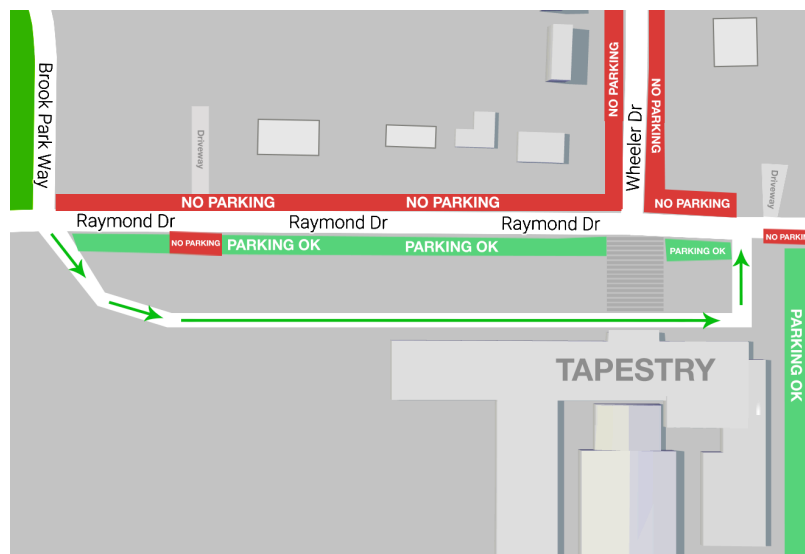 Brook Park Way
NO PARKING
NO PARKING
Driveway
Wheeler Dr
Driveway
NO PARKING
NO PARKING
NO PARKING
Raymond Dr
Raymond Dr
Raymond Dr
NO PARKIN
NO PARKING
PARKING OK
PARKING OK
PARKING OK
PARKING OK
TAPESTRY